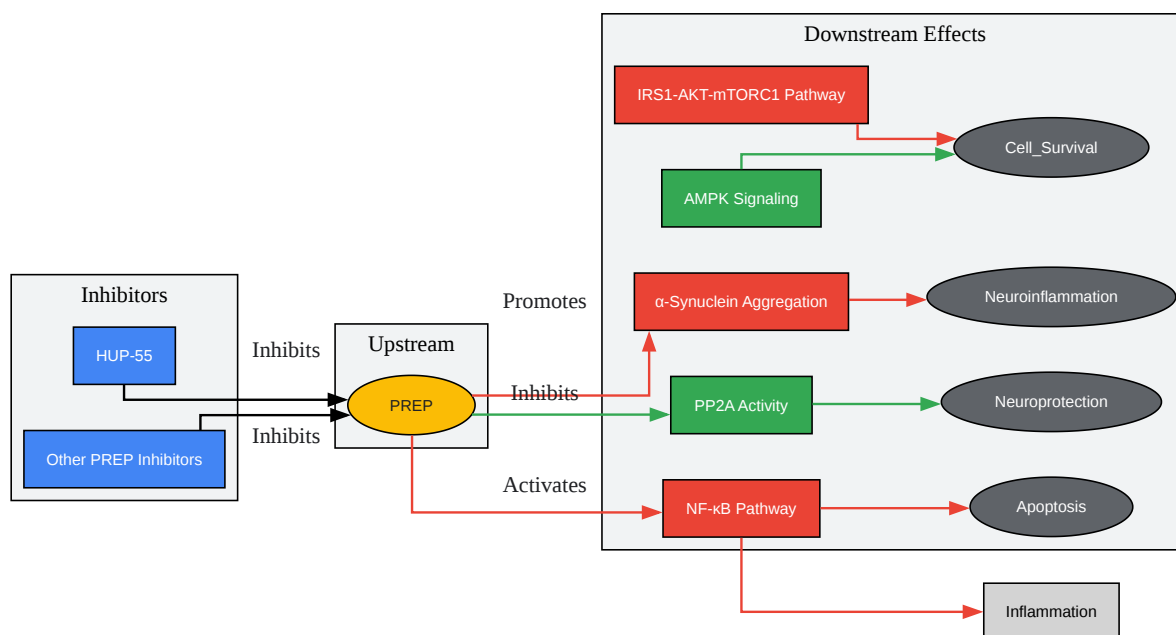 Downstream Effects
IRS1-AKT-mTORC1 Pathway
Cell_Survival
AMPK Signaling
Inhibitors
α-Synuclein Aggregation
Neuroinflammation
Promotes
HUP-55
Inhibits
Upstream
PREP
Inhibits
PP2A Activity
Neuroprotection
Inhibits
Other PREP Inhibitors
Activates
NF-κB Pathway
Apoptosis
Inflammation